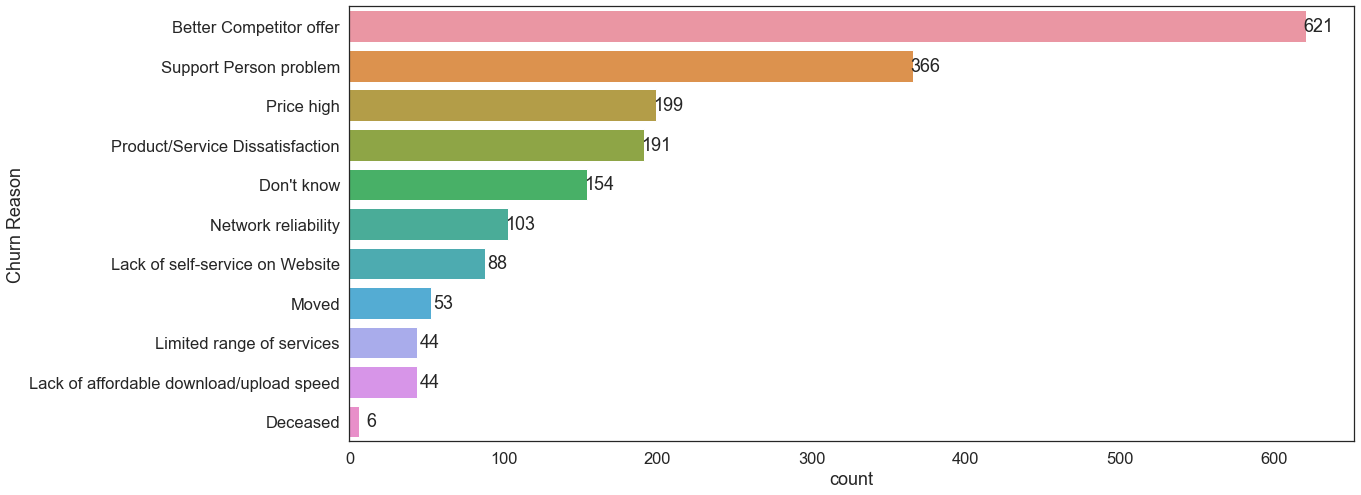 Better Competitor offer 621
Support Person problem 366
Price high 199
Product/Service Dissatisfaction 191
Don't know 154
Network reliability 103
Lack of self-service on Website 88
Moved 53
Limited range of services 44
Lack of affordable download/upload speed 44
Deceased 6
Churn Reason
0 100 200 300 400 500 600
count